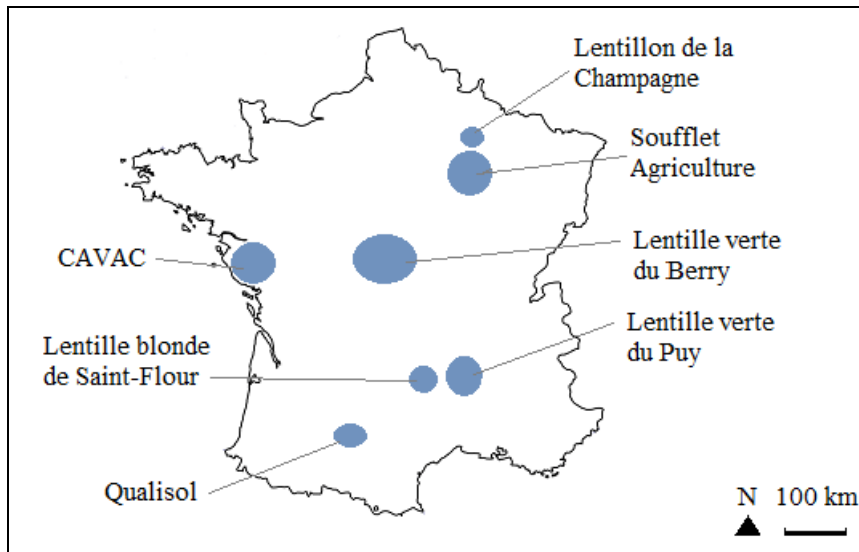 Lentillon de la
Champagne
Soufflet
Agriculture
CAVAC
Lentille verte
du Berry
Lentille verte
du Puy
Lentille blonde
de Saint-Flour
Qualisol
N 100 km